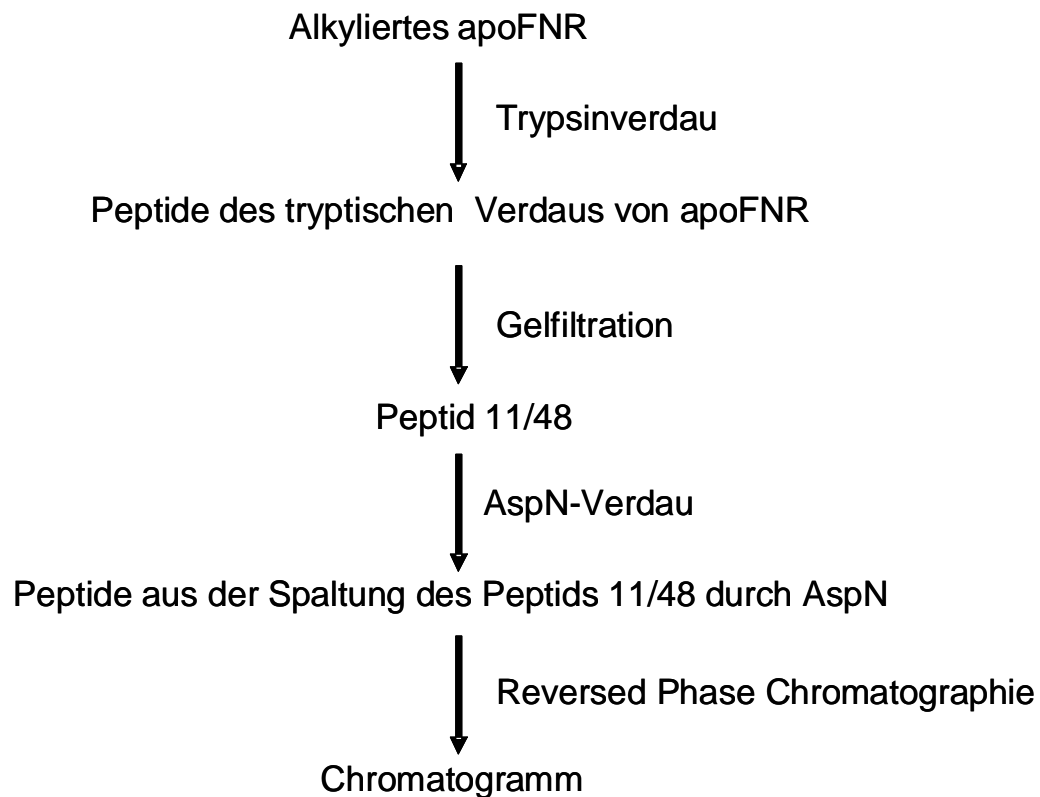 Alkyliertes apoFNR
Trypsinverdau
Peptide des tryptischen Verdaus von apoFNR
Gelfiltration
Peptid 11/48
AspN-Verdau
Peptide aus der Spaltung des Peptids 11/48 durch AspN
Reversed Phase Chromatographie
Chromatogramm